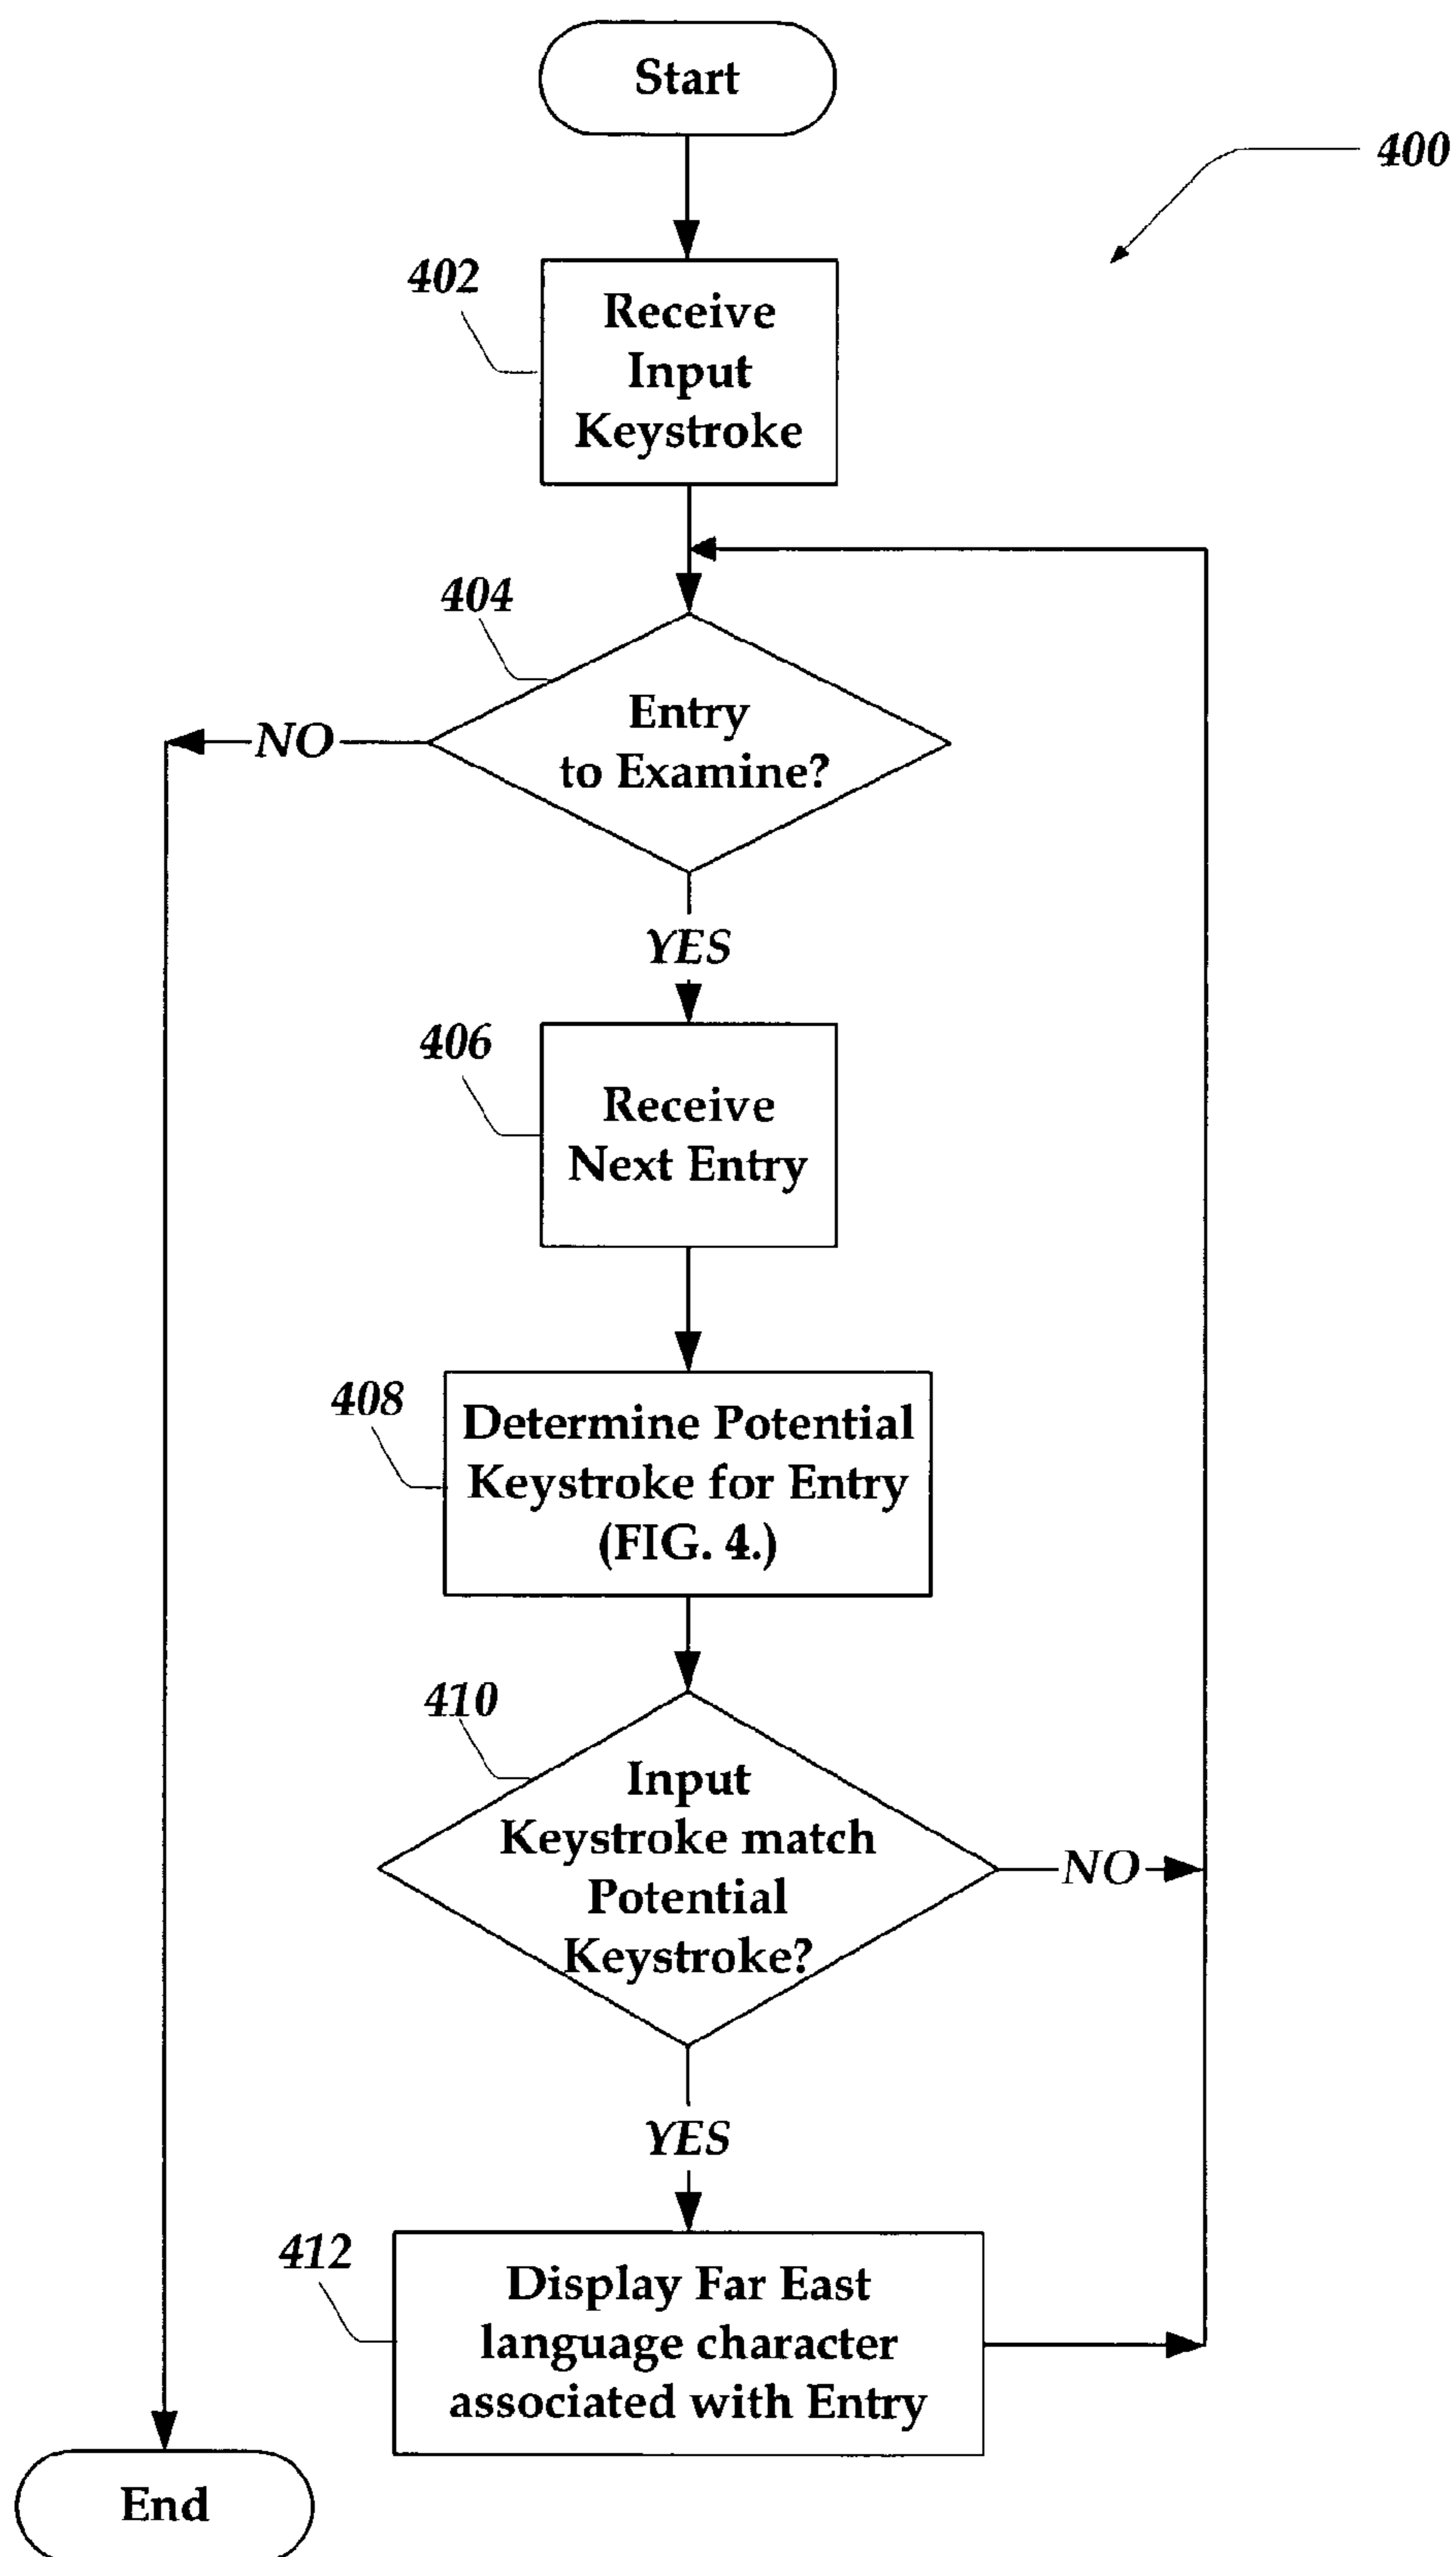 Start
400
402
Receive
Input
Keystroke
404
Entry
to Examine?
NO
YES
406
Receive
Next Entry
408
Determine Potential
Keystroke for Entry
(FIG. 4.)
410
Input
Keystroke match
Potential
Keystroke?
NO
YES
412
Display Far East
language character
associated with Entry
End